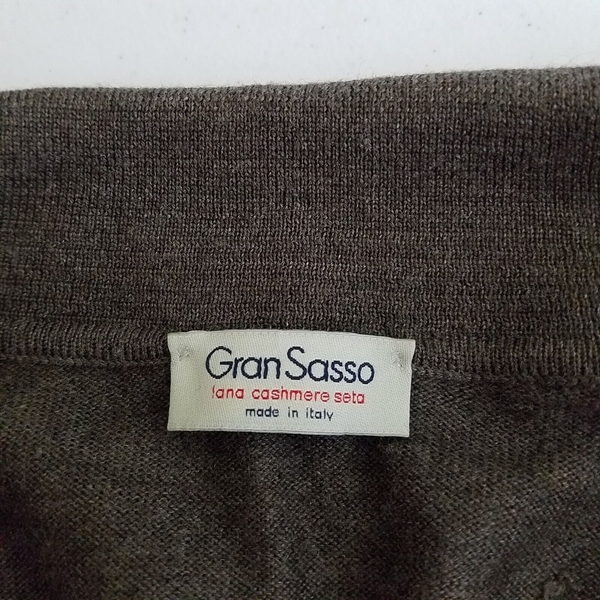 Gran Sasso
lana cashmere seta
made in italy